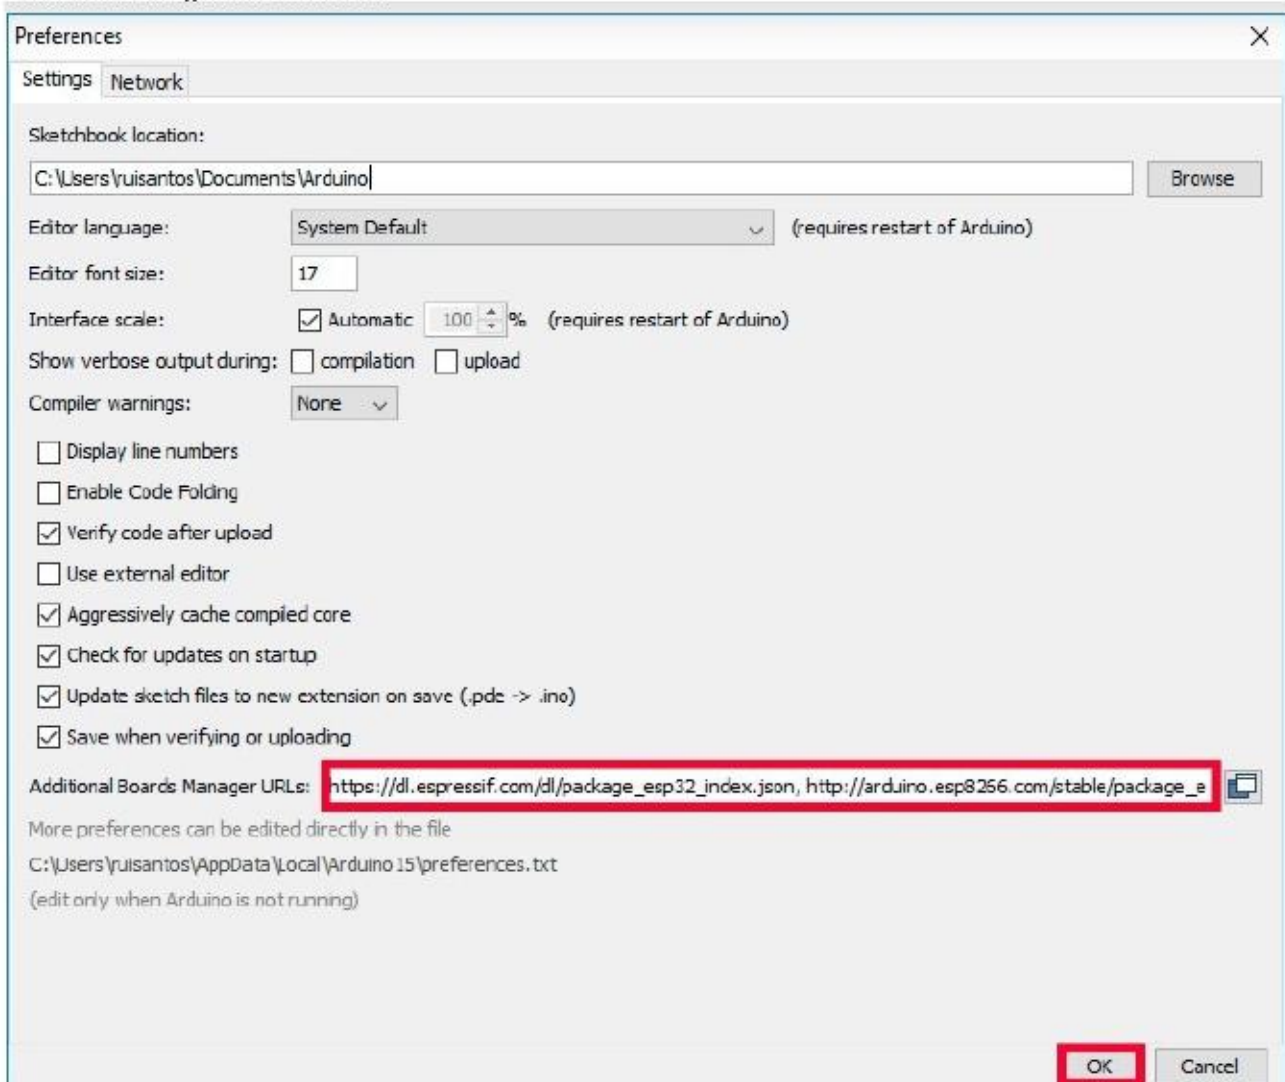 Preferences
Settings Network
Sketchbook location:
C:\Users\ruisantos\Documents\Arduino Browse
Editor language: System Default (requires restart of Arduino)
Editor font size: 17
Interface scale: Automatic 100 % (requires restart of Arduino)
Show verbose output during: compilation upload
Compiler warnings: None
Display line numbers
Enable Code Folding
Verify code after upload
Use external editor
Aggressively cache compiled core
Check for updates on startup
Update sketch files to new extension on save (.pde -> .ino)
Save when verifying or uploading
Additional Boards Manager URLs: https://dl.espressif.com/dl/package_esp32_index.json, http://arduino.esp8266.com/stable/package_e
More preferences can be edited directly in the file
C:\Users\ruisantos\AppData\Local\Arduino15\preferences.txt
(edit only when Arduino is not running)
OK Cancel